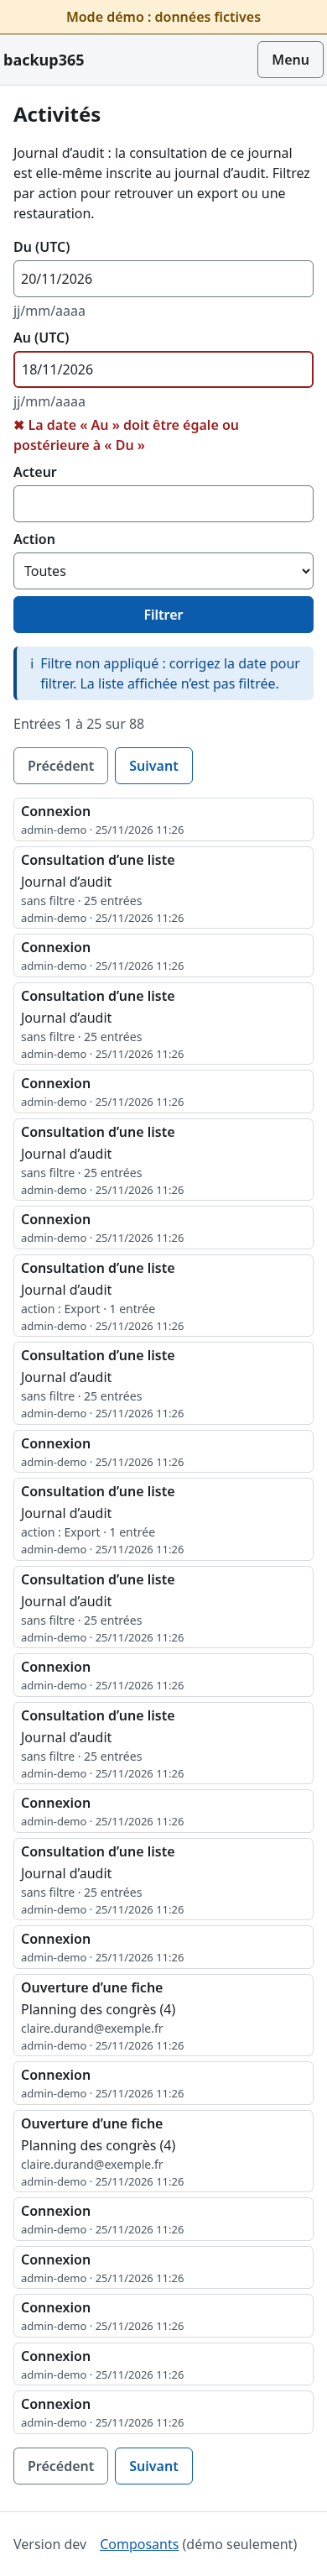 Mode démo : données fictives
backup365
Menu
Activités
Journal d’audit : la consultation de ce journal
est elle-même inscrite au journal d’audit. Filtrez
par action pour retrouver un export ou une
restauration.
Du (UTC)
20/11/2026
jj/mm/aaaa
Au (UTC)
18/11/2026
jj/mm/aaaa
✖ La date « Au » doit être égale ou
postérieure à « Du »
Acteur
Action
Toutes
Filtrer
i Filtre non appliqué : corrigez la date pour
filtrer. La liste affichée n’est pas filtrée.
Entrées 1 à 25 sur 88
Précédent
Suivant
Connexion
admin-demo · 25/11/2026 11:26
Consultation d’une liste
Journal d’audit
sans filtre · 25 entrées
admin-demo · 25/11/2026 11:26
Connexion
admin-demo · 25/11/2026 11:26
Consultation d’une liste
Journal d’audit
sans filtre · 25 entrées
admin-demo · 25/11/2026 11:26
Connexion
admin-demo · 25/11/2026 11:26
Consultation d’une liste
Journal d’audit
sans filtre · 25 entrées
admin-demo · 25/11/2026 11:26
Connexion
admin-demo · 25/11/2026 11:26
Consultation d’une liste
Journal d’audit
action : Export · 1 entrée
admin-demo · 25/11/2026 11:26
Consultation d’une liste
Journal d’audit
sans filtre · 25 entrées
admin-demo · 25/11/2026 11:26
Connexion
admin-demo · 25/11/2026 11:26
Consultation d’une liste
Journal d’audit
action : Export · 1 entrée
admin-demo · 25/11/2026 11:26
Consultation d’une liste
Journal d’audit
sans filtre · 25 entrées
admin-demo · 25/11/2026 11:26
Connexion
admin-demo · 25/11/2026 11:26
Consultation d’une liste
Journal d’audit
sans filtre · 25 entrées
admin-demo · 25/11/2026 11:26
Connexion
admin-demo · 25/11/2026 11:26
Consultation d’une liste
Journal d’audit
sans filtre · 25 entrées
admin-demo · 25/11/2026 11:26
Connexion
admin-demo · 25/11/2026 11:26
Ouverture d’une fiche
Planning des congrès (4)
claire.durand@exemple.fr
admin-demo · 25/11/2026 11:26
Connexion
admin-demo · 25/11/2026 11:26
Ouverture d’une fiche
Planning des congrès (4)
claire.durand@exemple.fr
admin-demo · 25/11/2026 11:26
Connexion
admin-demo · 25/11/2026 11:26
Connexion
admin-demo · 25/11/2026 11:26
Connexion
admin-demo · 25/11/2026 11:26
Connexion
admin-demo · 25/11/2026 11:26
Connexion
admin-demo · 25/11/2026 11:26
Précédent
Suivant
Version dev Composants (démo seulement)